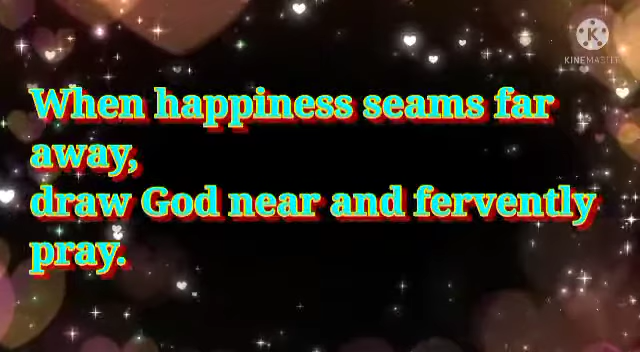 KINEMASTER
When happiness seams far
away,
draw God near and fervently
pray.